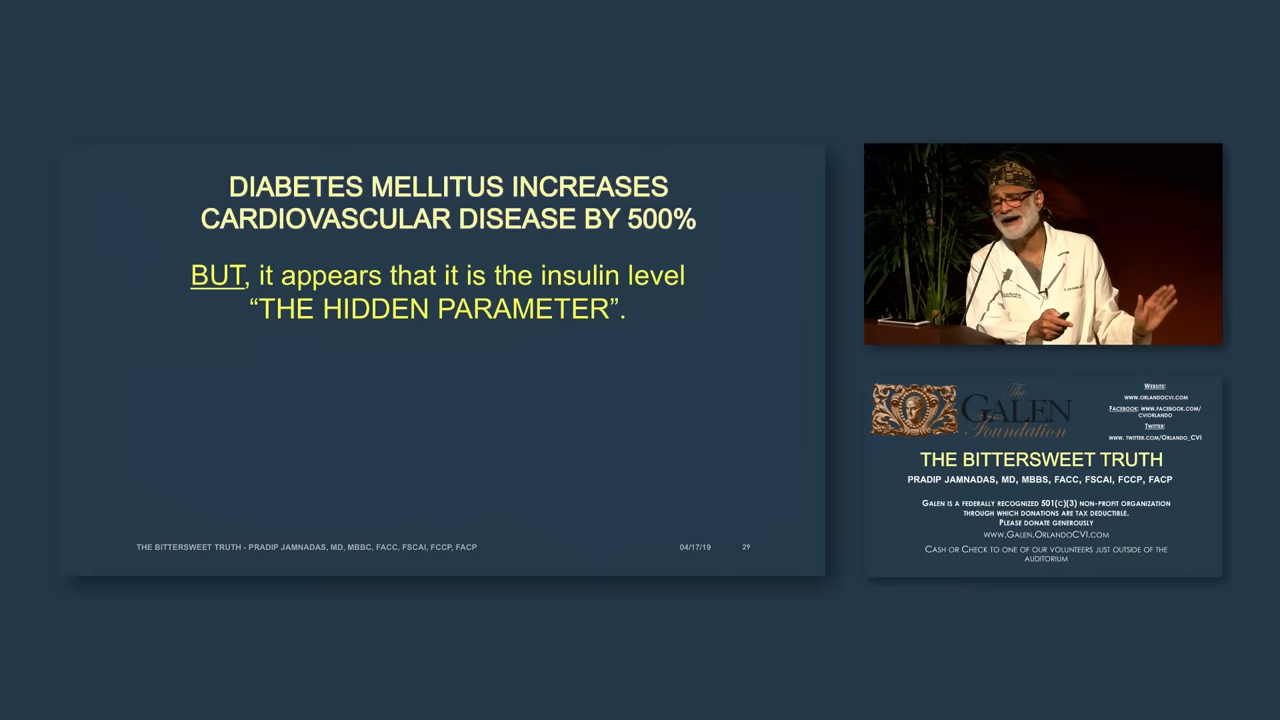 DIABETES MELLITUS INCREASES
CARDIOVASCULAR DISEASE BY 500%
BUT, it appears that it is the insulin level
“THE HIDDEN PARAMETER”.
THE BITTERSWEET TRUTH - PRADIP JAMNADAS, MD, MBBC, FACC, FSCAI, FCCP, FACP
04/17/19
29
The
GALEN
Foundation
WEBSITE:
WWW.ORLANDOCVI.COM
FACEBOOK: WWW.FACEBOOK.COM/
CVIORLANDO
TWITTER:
WWW. TWITTER.COM/ORLANDO_CVI
THE BITTERSWEET TRUTH
PRADIP JAMNADAS, MD, MBBS, FACC, FSCAI, FCCP, FACP
GALEN IS A FEDERALLY RECOGNIZED 501(C)(3) NON-PROFIT ORGANIZATION
THROUGH WHICH DONATIONS ARE TAX DEDUCTIBLE.
PLEASE DONATE GENEROUSLY
WWW.GALEN.ORLANDOCVI.COM
CASH OR CHECK TO ONE OF OUR VOLUNTEERS JUST OUTSIDE OF THE
AUDITORIUM